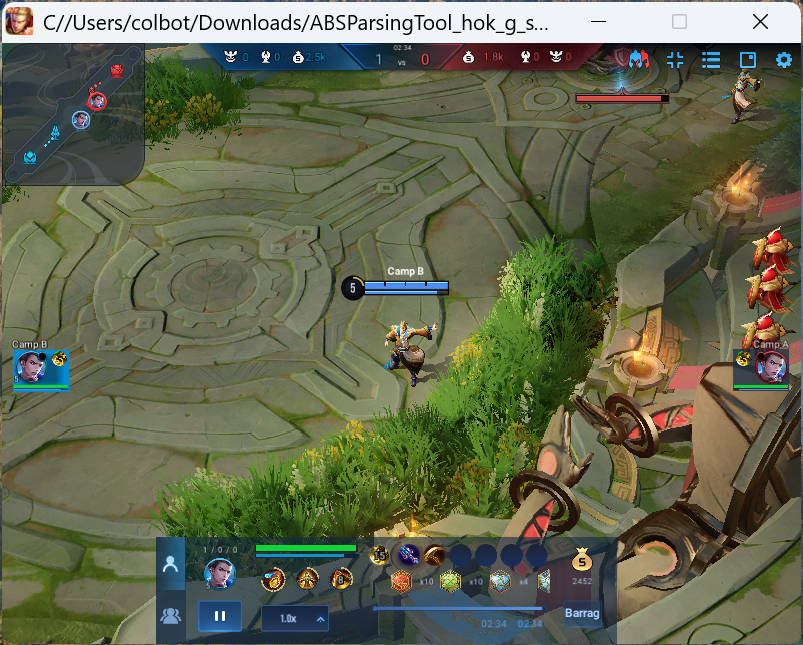 C//Users/colbot/Downloads/ABSParsingTool_hok_g_s...
0 0 2.5k 1 02:34 vs 0 1.8k 0 0
Camp B
5
Camp B
Camp A
5
1 / 0 / 0
5
x10 x10 x4
2452
1.0x
02:34 02:34
Barrag